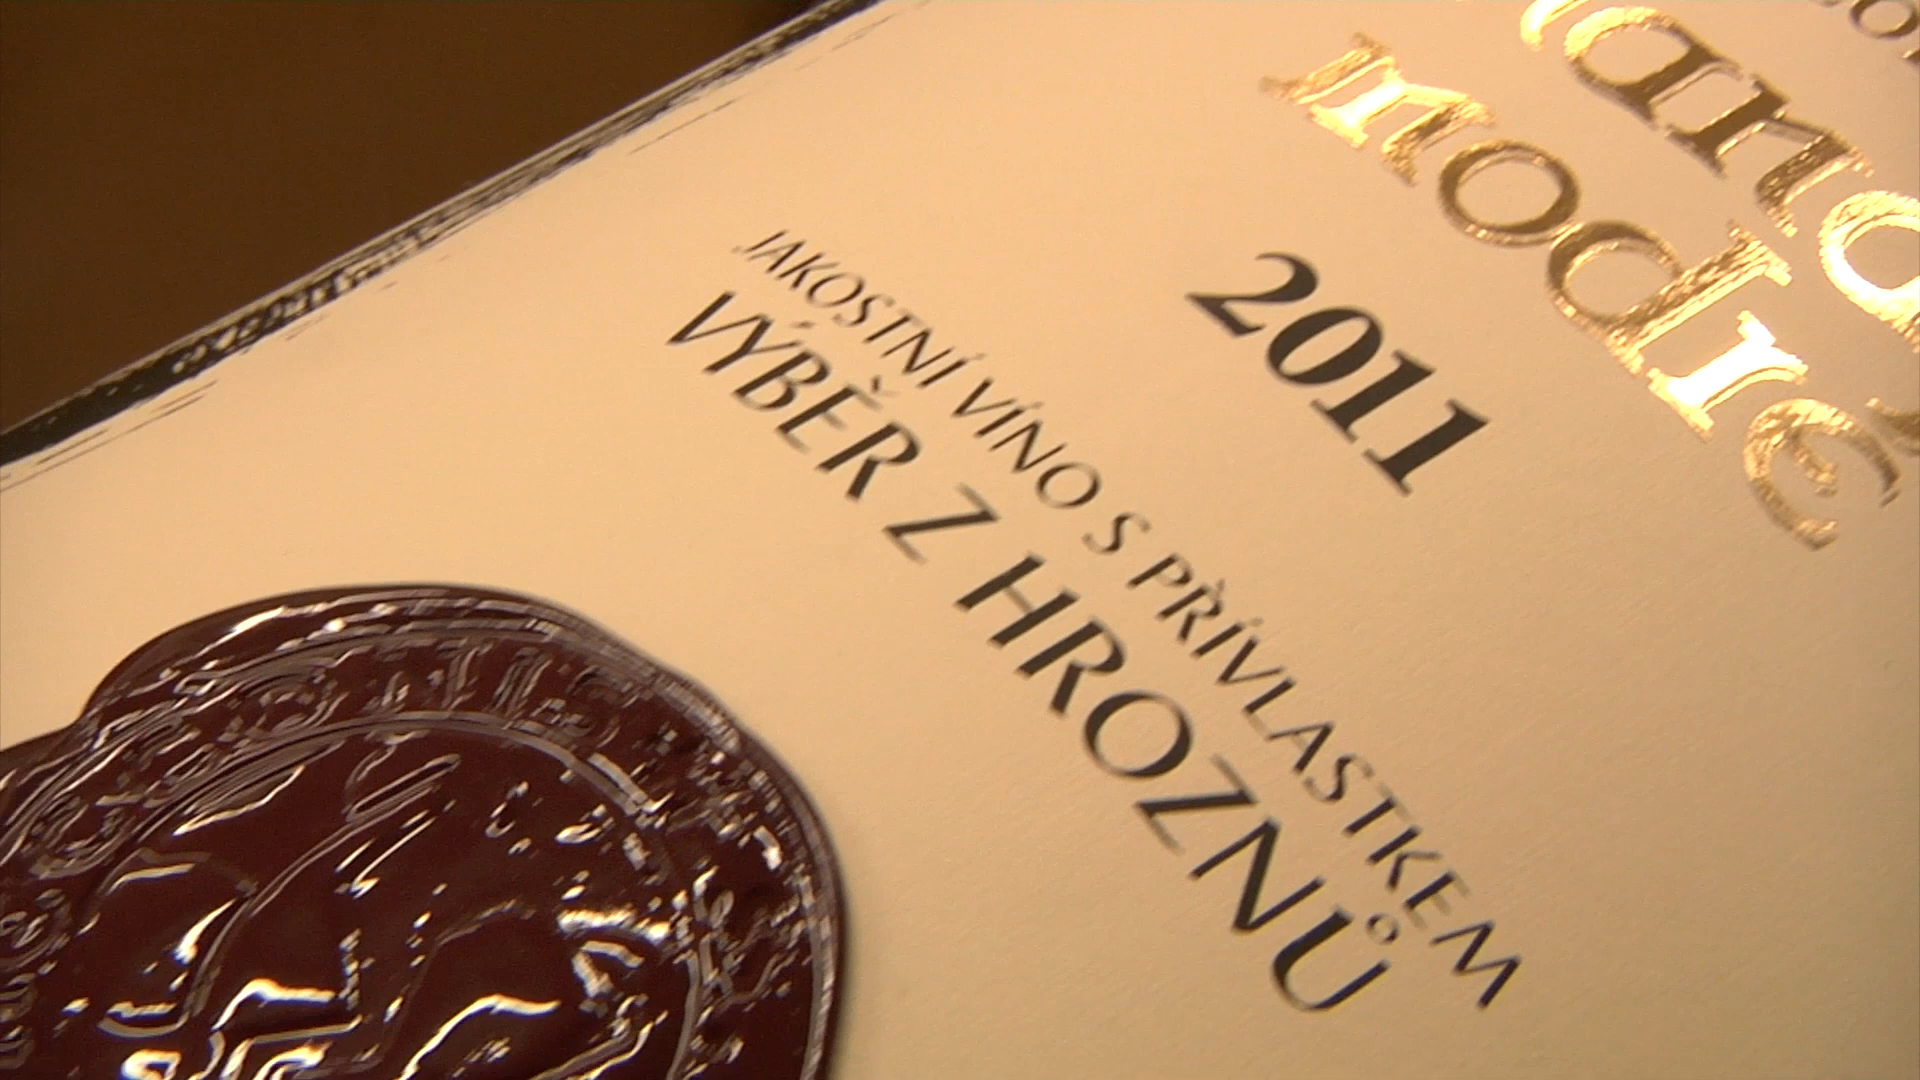 modré
2011
JAKOSTNÍ VÍNO S PŘÍVLASTKEM
VÝBĚR Z HROZNŮ